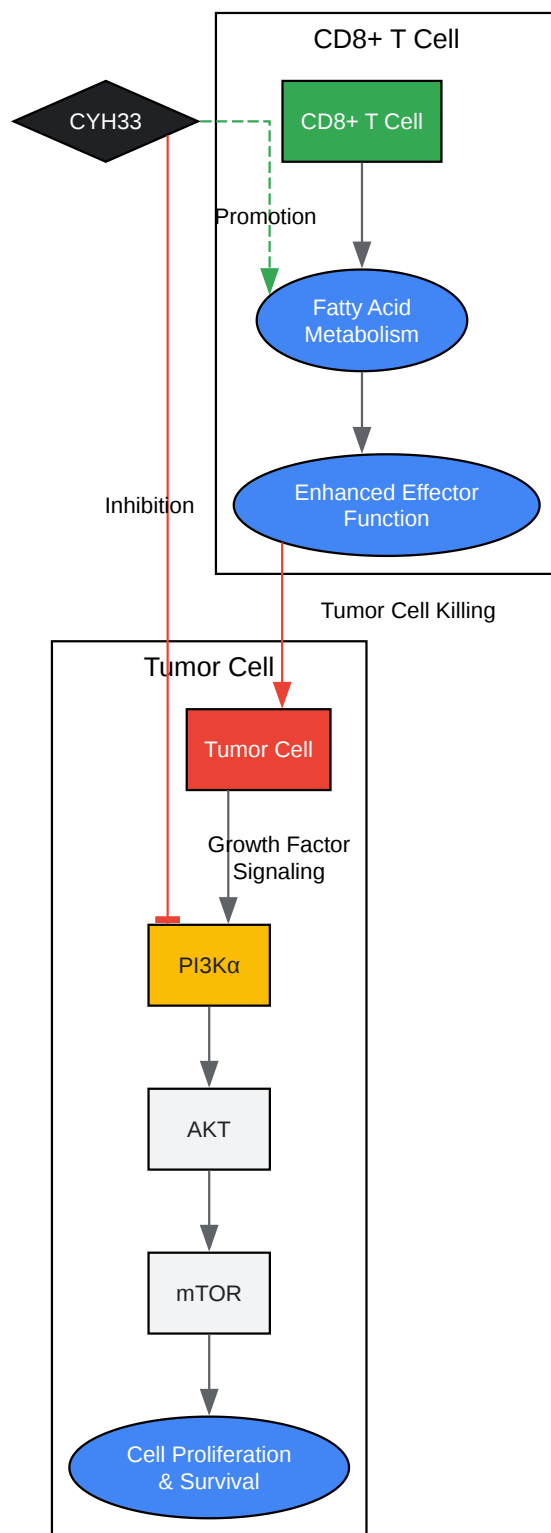 CD8+ T Cell
CYH33
CD8+ T Cell
Promotion
Fatty Acid
Metabolism
Enhanced Effector
Function
Inhibition
Tumor Cell Killing
Tumor Cell
Tumor Cell
Growth Factor
Signaling
PI3Kα
AKT
mTOR
Cell Proliferation
& Survival